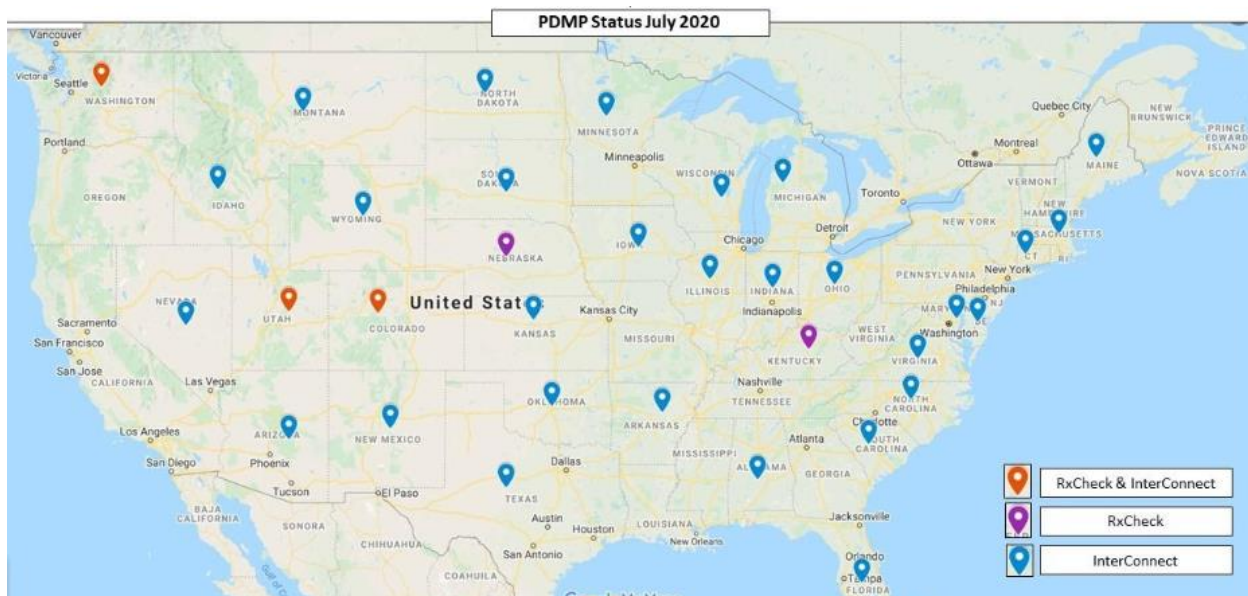 PDMP Status July 2020
Vancouver
Victoria
Seattle
WASHINGTON
MONTANA
NORTH
DAKOTA
MINNESOTA
Quebec City
NEW
BRUNSWICK
PRINCE
EDWARD
ISLAND
Portland
Minneapolis
Ottawa
Montreal
MAINE
NOVA SCOTIA
OREGON
IDAHO
WYOMING
SOUTH
DAKOTA
WISCONSIN
MICHIGAN
Toronto
VERMONT
NEW
HAMPSHIRE
NEW YORK
MASSACHUSETTS
CT
RI
IOWA
Chicago
Detroit
NEBRASKA
ILLINOIS
INDIANA
OHIO
PENNSYLVANIA
New York
Philadelphia
NJ
NEVADA
UTAH
COLORADO
United States
KANSAS
Kansas City
Indianapolis
MARYLAND
DE
Washington
Sacramento
San Francisco
San Jose
CALIFORNIA
MISSOURI
WEST
VIRGINIA
KENTUCKY
VIRGINIA
Las Vegas
Nashville
TENNESSEE
OKLAHOMA
ARKANSAS
NORTH
CAROLINA
Charlotte
Los Angeles
ARIZONA
NEW MEXICO
Phoenix
San Diego
Tucson
El Paso
Dallas
MISSISSIPPI
ALABAMA
Atlanta
GEORGIA
SOUTH
CAROLINA
TEXAS
BAJA
CALIFORNIA
SONORA
CHIHUAHUA
COAHUILA
Austin
Houston
San Antonio
LOUISIANA
New Orleans
Jacksonville
Orlando
Tampa
FLORIDA
Gulf of
RxCheck & InterConnect
RxCheck
InterConnect